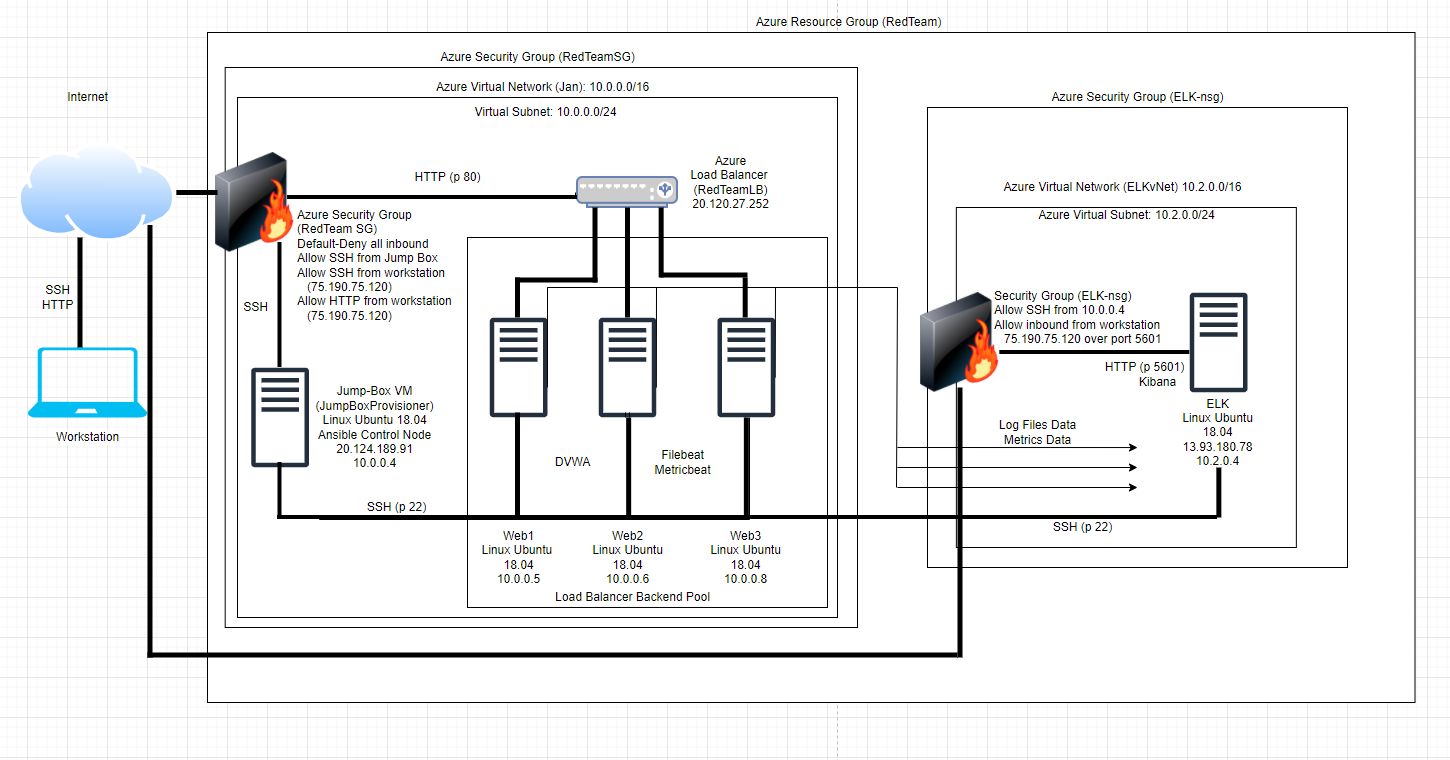 Azure Resource Group (RedTeam)
Azure Security Group (RedTeamSG)
Azure Virtual Network (Jan): 10.0.0.0/16
Virtual Subnet: 10.0.0.0/24
Internet
SSH
HTTP
Workstation
HTTP (p 80)
Azure
Load Balancer
(RedTeamLB)
20.120.27.252
Azure Security Group
(RedTeam SG)
Default-Deny all inbound
Allow SSH from Jump Box
Allow SSH from workstation
(75.190.75.120)
Allow HTTP from workstation
(75.190.75.120)
SSH
Jump-Box VM
(JumpBoxProvisioner)
Linux Ubuntu 18.04
Ansible Control Node
20.124.189.91
10.0.0.4
DVWA
Filebeat
Metricbeat
SSH (p 22)
Web1
Linux Ubuntu
18.04
10.0.0.5
Web2
Linux Ubuntu
18.04
10.0.0.6
Web3
Linux Ubuntu
18.04
10.0.0.8
Load Balancer Backend Pool
Azure Security Group (ELK-nsg)
Azure Virtual Network (ELKvNet) 10.2.0.0/16
Azure Virtual Subnet: 10.2.0.0/24
Security Group (ELK-nsg)
Allow SSH from 10.0.0.4
Allow inbound from workstation
75.190.75.120 over port 5601
HTTP (p 5601)
Kibana
ELK
Linux Ubuntu
18.04
13.93.180.78
10.2.0.4
Log Files Data
Metrics Data
SSH (p 22)